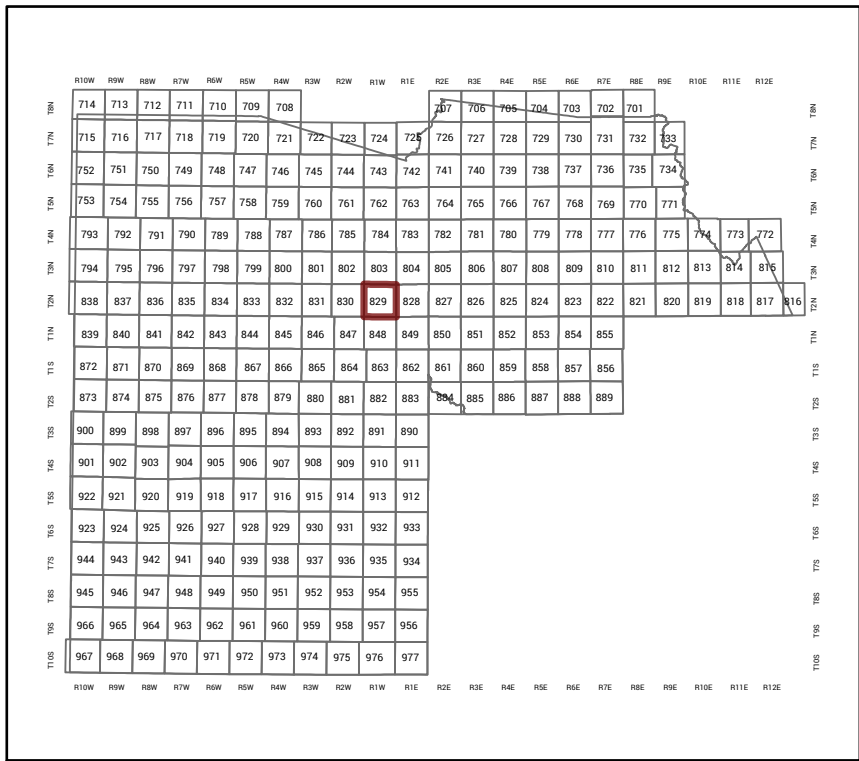 R10W R9W R8W R7W R6W R5W R4W R3W R2W R1W R1E R2E R3E R4E R5E R6E R7E R8E R9E R10E R11E R12E
T8N 714 713 712 711 710 709 708 707 706 705 704 703 702 701 T8N
T7N 715 716 717 718 719 720 721 722 723 724 725 726 727 728 729 730 731 732 733 T7N
T6N 752 751 750 749 748 747 746 745 744 743 742 741 740 739 738 737 736 735 734 T6N
T5N 753 754 755 756 757 758 759 760 761 762 763 764 765 766 767 768 769 770 771 T5N
T4N 793 792 791 790 789 788 787 786 785 784 783 782 781 780 779 778 777 776 775 774 773 772 T4N
T3N 794 795 796 797 798 799 800 801 802 803 804 805 806 807 808 809 810 811 812 813 814 815 T3N
T2N 838 837 836 835 834 833 832 831 830 829 828 827 826 825 824 823 822 821 820 819 818 817 816 T2N
T1N 839 840 841 842 843 844 845 846 847 848 849 850 851 852 853 854 855 T1N
T1S 872 871 870 869 868 867 866 865 864 863 862 861 860 859 858 857 856 T1S
T2S 873 874 875 876 877 878 879 880 881 882 883 884 885 886 887 888 889 T2S
T3S 900 899 898 897 896 895 894 893 892 891 890 T3S
T4S 901 902 903 904 905 906 907 908 909 910 911 T4S
T5S 922 921 920 919 918 917 916 915 914 913 912 T5S
T6S 923 924 925 926 927 928 929 930 931 932 933 T6S
T7S 944 943 942 941 940 939 938 937 936 935 934 T7S
T8S 945 946 947 948 949 950 951 952 953 954 955 T8S
T9S 966 965 964 963 962 961 960 959 958 957 956 T9S
T10S 967 968 969 970 971 972 973 974 975 976 977 T10S
R10W R9W R8W R7W R6W R5W R4W R3W R2W R1W R1E R2E R3E R4E R5E R6E R7E R8E R9E R10E R11E R12E